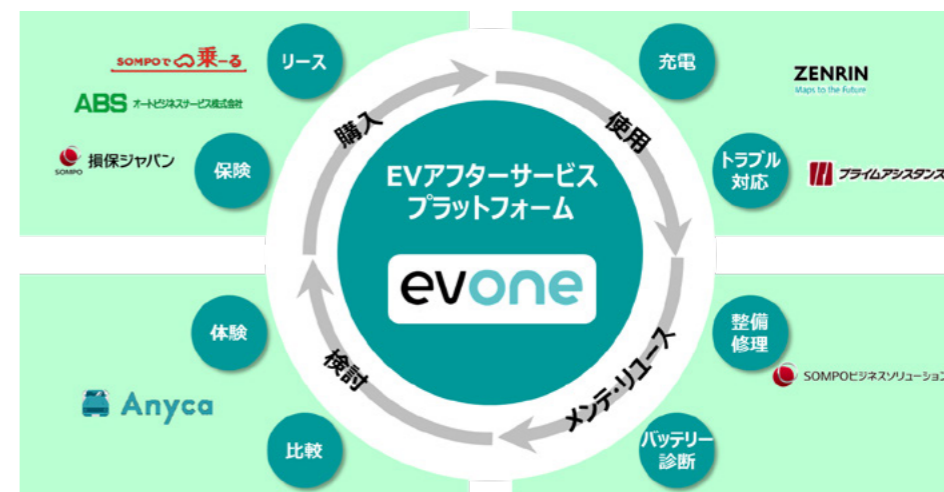 SOMPOで乗ーる
リース
ABS オートビジネスサービス株式会社
SOMPO 損保ジャパン
保険
購入
充電
ZENRIN
Maps to the Future
使用
トラブル
対応
プライムアシスタンス
EVアフターサービス
プラットフォーム
evone
体験
Anyca
検討
比較
整備
修理
SOMPOビジネスソリューション
メンテ・リユース
バッテリー
診断